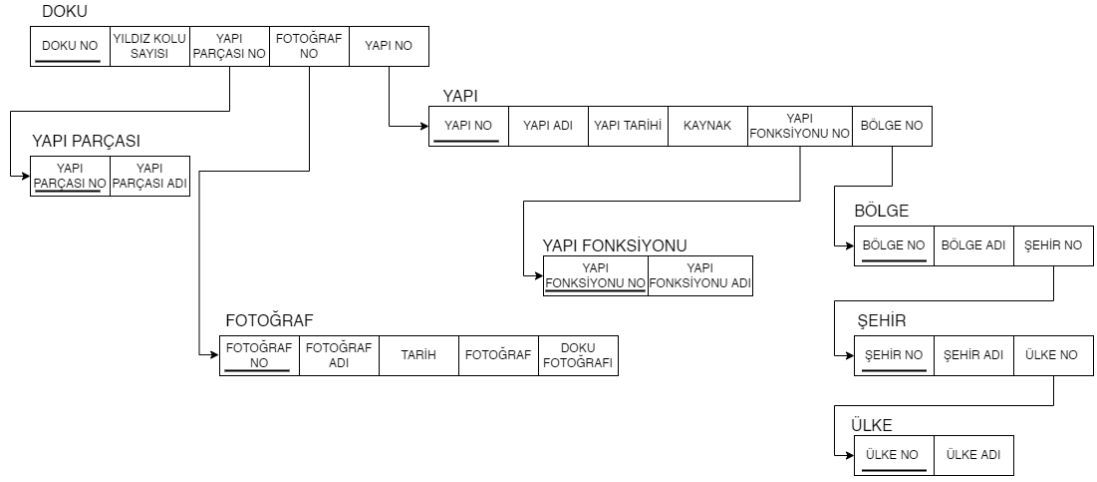 DOKU
DOKU NO
YILDIZ KOLU
SAYISI
YAPI
PARÇASI NO
FOTOĞRAF
NO
YAPI NO
YAPI
YAPI NO
YAPI ADI
YAPI TARİHİ
KAYNAK
YAPI
FONKSİYONU NO
BÖLGE NO
YAPI PARÇASI
YAPI
PARÇASI NO
YAPI
PARÇASI ADI
BÖLGE
BÖLGE NO
BÖLGE ADI
ŞEHİR NO
YAPI FONKSİYONU
YAPI
FONKSİYONU NO
YAPI
FONKSİYONU ADI
FOTOĞRAF
FOTOĞRAF
NO
FOTOĞRAF
ADI
TARİH
FOTOĞRAF
DOKU
FOTOĞRAFI
ŞEHİR
ŞEHİR NO
ŞEHİR ADI
ÜLKE NO
ÜLKE
ÜLKE NO
ÜLKE ADI